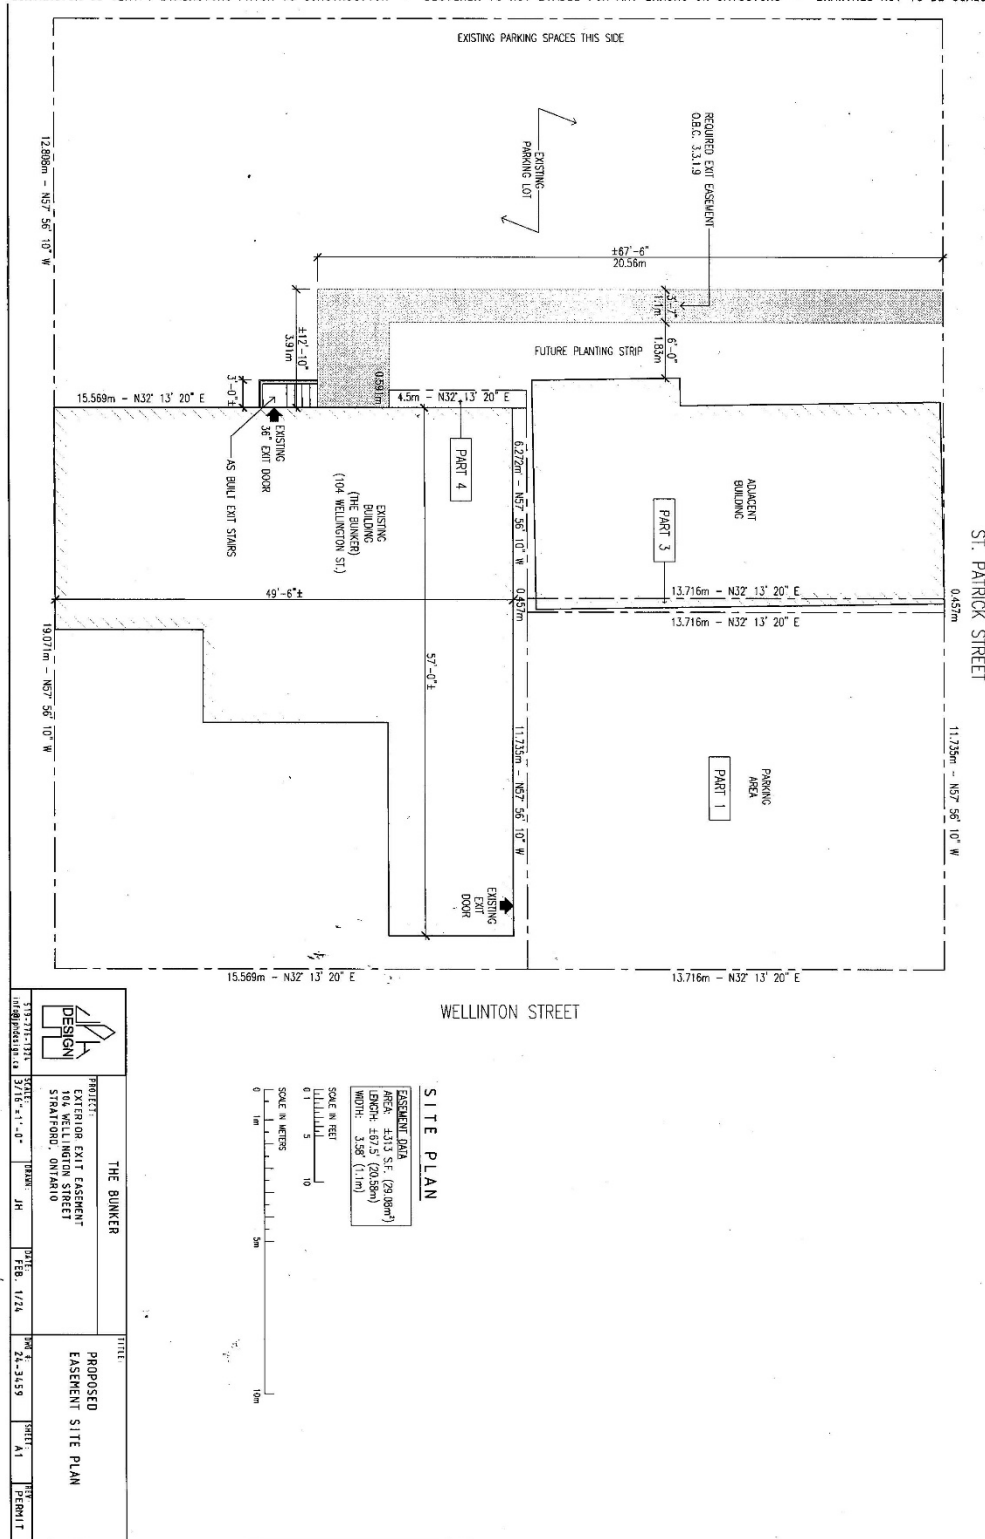 EXISTING PARKING SPACES THIS SIDE
REQUIRED EXIT EASEMENT
O.B.C. 3.3.1.9
EXISTING
PARKING LOT
12.808m - N57° 56' 10" W
±67'-6"
20.56m
3'-7"
1.1m
6'-0"
1.83m
FUTURE PLANTING STRIP
±12'-10"
3.91m
3'-0"±
0.591m
15.569m - N32° 13' 20" E
4.5m - N32° 13' 20" E
EXISTING
36" EXIT DOOR
AS BUILT EXIT STAIRS
PART 4
EXISTING
BUILDING
(THE BUNKER)
(104 WELLINGTON ST.)
6.272m - N57° 56' 10" W
ADJACENT
BUILDING
PART 3
ST. PATRICK STREET
49'-6"±
0.457m
13.716m - N32° 13' 20" E
0.457m
13.716m - N32° 13' 20" E
57'-0"±
19.071m - N57° 56' 10" W
11.735m - N57° 56' 10" W
PARKING
AREA
PART 1
11.735m - N57° 56' 10" W
EXISTING
EXIT
DOOR
15.569m - N32° 13' 20" E
13.716m - N32° 13' 20" E
WELLINTON STREET
SITE PLAN
EASEMENT DATA
AREA: ±313 S.F. (29.08m²)
LENGTH: ±67.5' (20.58m)
WIDTH: 3.58' (1.1m)
SCALE IN FEET
0 1 5 10
SCALE IN METERS
0 1m 5m 10m
JPH
DESIGN
519-275-1324
info@jphdesign.ca
THE BUNKER
PROJECT:
EXTERIOR EXIT EASEMENT
104 WELLINGTON STREET
STRATFORD, ONTARIO
TITLE:
PROPOSED
EASEMENT SITE PLAN
SCALE:
3/16"=1'-0"
DRAWN:
JH
DATE:
FEB. 1/24
DWG #:
24-3459
SHEET:
A1
REV:
PERMIT